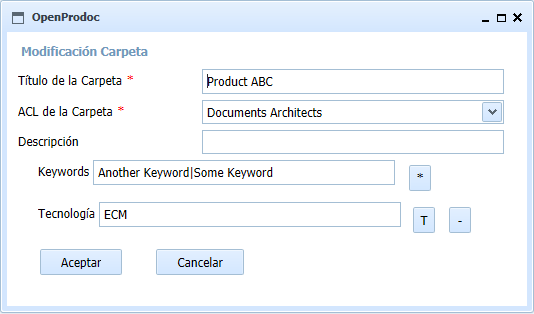 OpenProdoc
Modificación Carpeta
Título de la Carpeta * Product ABC
ACL de la Carpeta * Documents Architects
Descripción
Keywords Another Keyword|Some Keyword *
Tecnología ECM T -
Aceptar Cancelar